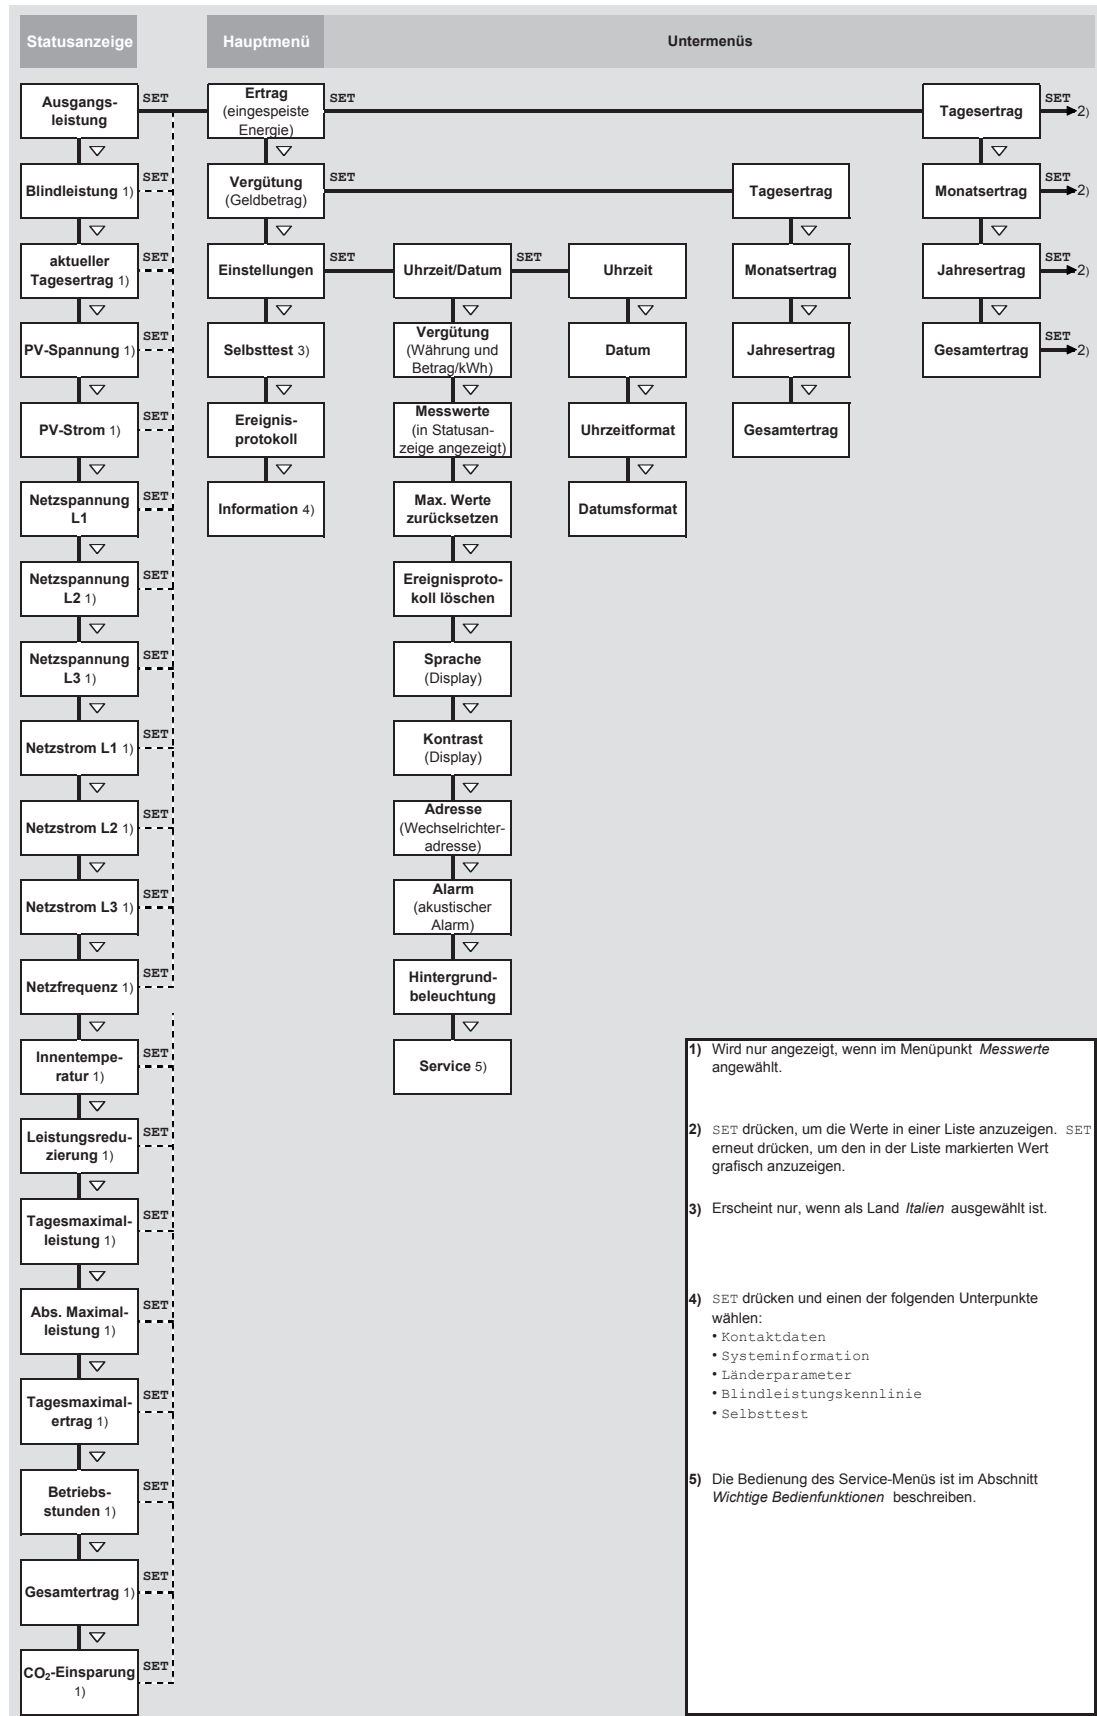 Statusanzeige
Hauptmenü
Untermenüs
Ausgangs-
leistung
SET
Blindleistung 1)
SET
aktueller
Tagesertrag 1)
SET
PV-Spannung 1)
SET
PV-Strom 1)
SET
Netzspannung
L1
SET
Netzspannung
L2 1)
SET
Netzspannung
L3 1)
SET
Netzstrom L1 1)
SET
Netzstrom L2 1)
SET
Netzstrom L3 1)
SET
Netzfrequenz 1)
SET
Innentempe-
ratur 1)
SET
Leistungsredu-
zierung 1)
SET
Tagesmaximal-
leistung 1)
SET
Abs. Maximal-
leistung 1)
SET
Tagesmaximal-
ertrag 1)
SET
Betriebs-
stunden 1)
SET
Gesamtertrag 1)
SET
CO₂-Einsparung
1)
SET
Ertrag
(eingespeiste
Energie)
SET
Vergütung
(Geldbetrag)
SET
Einstellungen
SET
Selbsttest 3)
Ereignis-
protokoll
Information 4)
Uhrzeit/Datum
SET
Vergütung
(Währung und
Betrag/kWh)
Messwerte
(in Statusan-
zeige angezeigt)
Max. Werte
zurücksetzen
Ereignisproto-
koll löschen
Sprache
(Display)
Kontrast
(Display)
Adresse
(Wechselrichter-
adresse)
Alarm
(akustischer
Alarm)
Hintergrund-
beleuchtung
Service 5)
Uhrzeit
Datum
Uhrzeitformat
Datumsformat
Tagesertrag
Monatsertrag
Jahresertrag
Gesamtertrag
Tagesertrag
SET
2)
Monatsertrag
SET
2)
Jahresertrag
SET
2)
Gesamtertrag
SET
2)
1) Wird nur angezeigt, wenn im Menüpunkt Messwerte
angewählt.
2) SET drücken, um die Werte in einer Liste anzuzeigen. SET
erneut drücken, um den in der Liste markierten Wert
grafisch anzuzeigen.
3) Erscheint nur, wenn als Land Italien ausgewählt ist.
4) SET drücken und einen der folgenden Unterpunkte
wählen:
• Kontaktdaten
• Systeminformation
• Länderparameter
• Blindleistungskennlinie
• Selbsttest
5) Die Bedienung des Service-Menüs ist im Abschnitt
Wichtige Bedienfunktionen beschreiben.